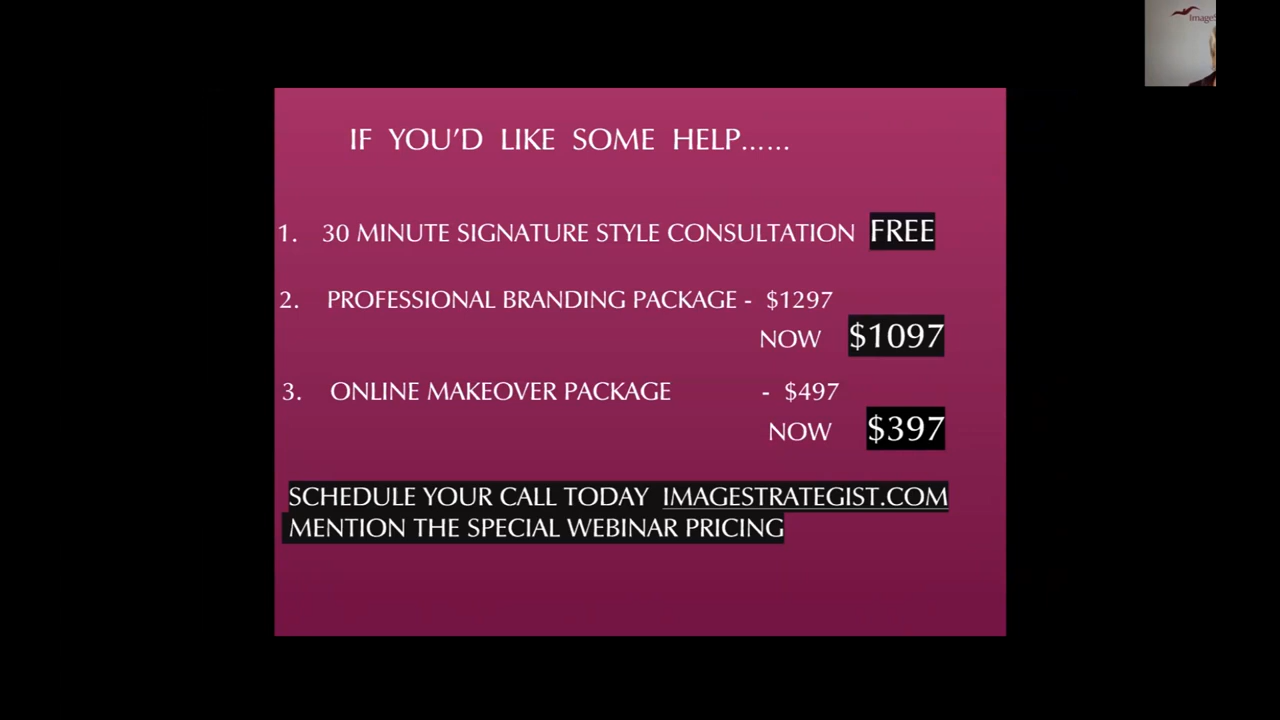 IF YOU'D LIKE SOME HELP......
1. 30 MINUTE SIGNATURE STYLE CONSULTATION FREE
2. PROFESSIONAL BRANDING PACKAGE - $1297
NOW $1097
3. ONLINE MAKEOVER PACKAGE - $497
NOW $397
SCHEDULE YOUR CALL TODAY IMAGESTRATEGIST.COM
MENTION THE SPECIAL WEBINAR PRICING